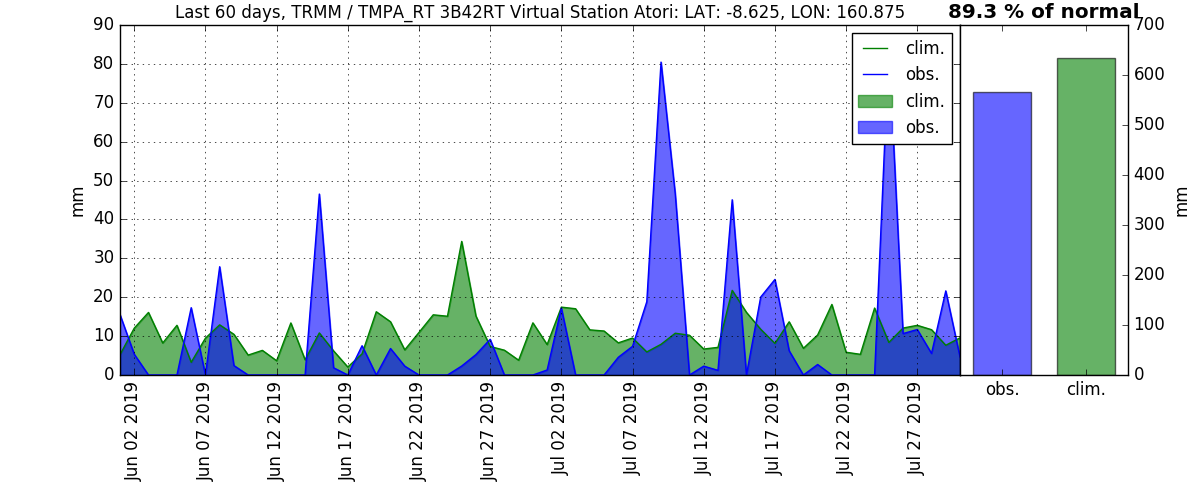 Last 60 days, TRMM / TMPA_RT 3B42RT Virtual Station Atori: LAT: -8.625, LON: 160.875
89.3 % of normal
90
80
70
60
50
40
30
20
10
0
mm
clim.
obs.
clim.
obs.
Jun 02 2019
Jun 07 2019
Jun 12 2019
Jun 17 2019
Jun 22 2019
Jun 27 2019
Jul 02 2019
Jul 07 2019
Jul 12 2019
Jul 17 2019
Jul 22 2019
Jul 27 2019
700
600
500
400
300
200
100
0
mm
obs.
clim.